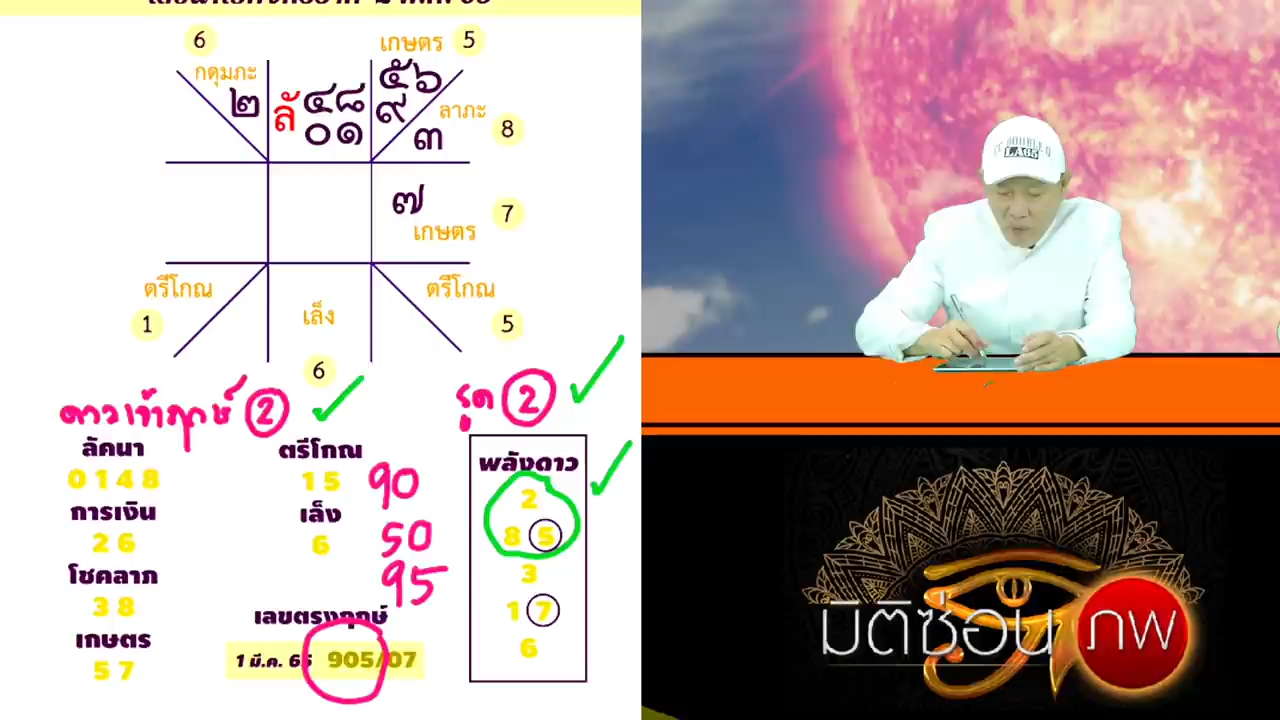 6
เกษตร 5
กดุมภะ
๒
ลั ๔๘
๐๑
๕๖
๙
ลาภะ
๓
8
๗
7
เกษตร
ตรีโกณ
1
เล็ง
6
ตรีโกณ
5
ดาวเจ้าฤกษ์ 2
รูด 2
ลัคนา
0 1 4 8
การเงิน
2 6
โชคลาภ
3 8
เกษตร
5 7
ตรีโกณ
1 5
90
เล็ง
6
50
95
เลขตรงฤกษ์
1 มี.ค. 65 905/07
พลังดาว
2
8 5
3
1 7
6
LA65
มิติซ่อนภพ